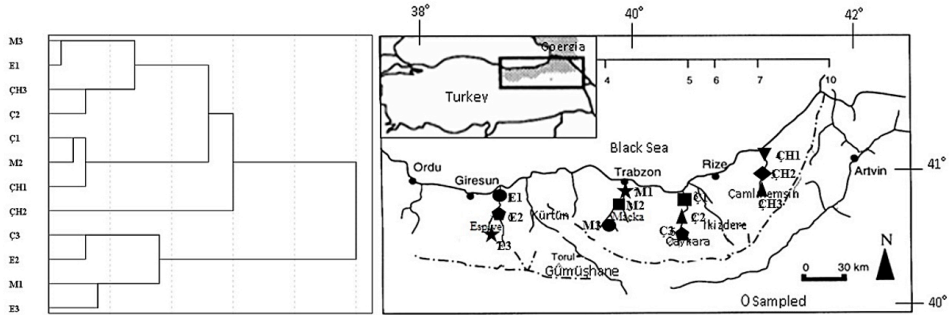 M3
E1
ÇH3
Ç2
Ç1
M2
ÇH1
ÇH2
Ç3
E2
M1
E3
38°
40°
42°
Georgia
Turkey
4 5 6 7 10
Black Sea
Ordu
Giresun
Trabzon
Rize
Artvin
41°
40°
E1
E2
Espiye
E3
Kürtün
Torul
Gümüshane
M1
M2
Maçka
M3
Ç1
Ç2
Ç3
Çaykara
Ikizdere
ÇH1
ÇH2
Çamlıhemşin
ÇH3
N
0 30 km
O Sampled